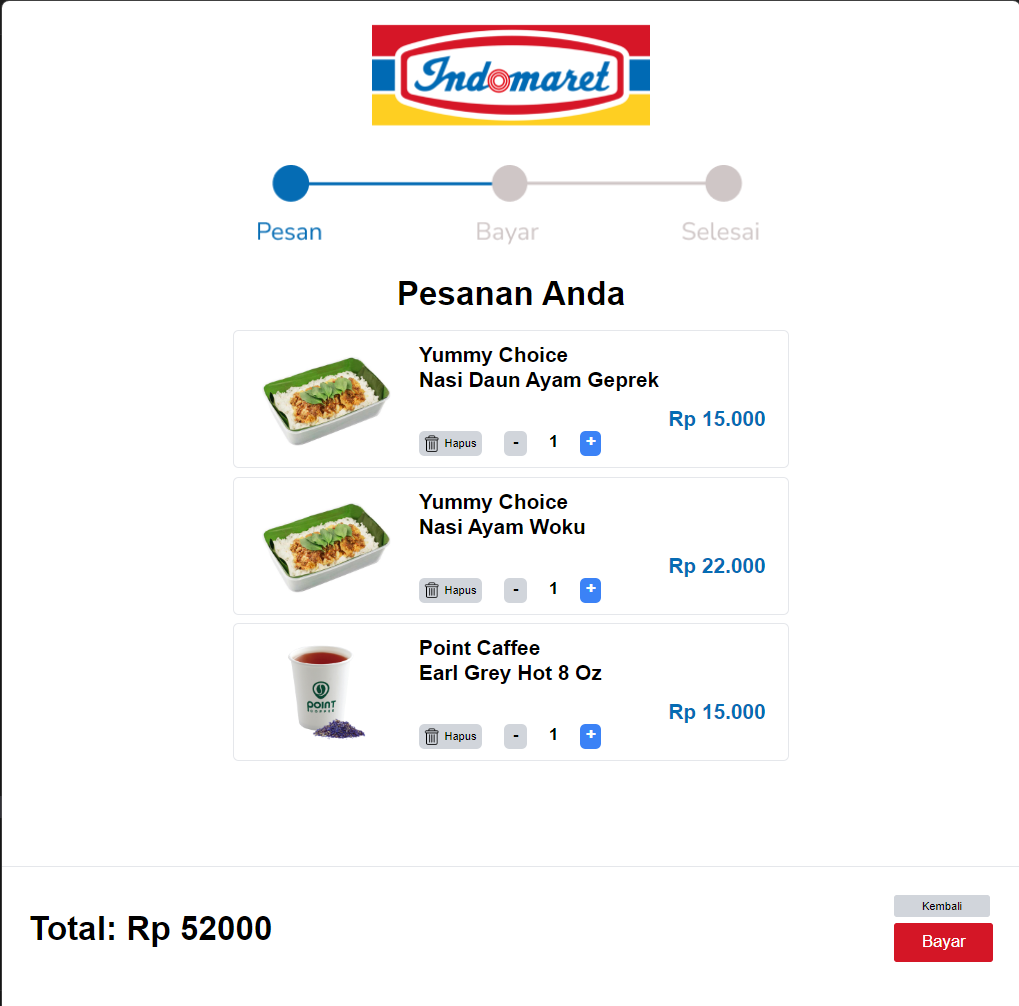 Indomaret
Pesan
Bayar
Selesai
Pesanan Anda
Yummy Choice
Nasi Daun Ayam Geprek
Rp 15.000
Hapus
-
1
+
Yummy Choice
Nasi Ayam Woku
Rp 22.000
Hapus
-
1
+
Point Caffee
Earl Grey Hot 8 Oz
POINT
Rp 15.000
Hapus
-
1
+
Total: Rp 52000
Kembali
Bayar